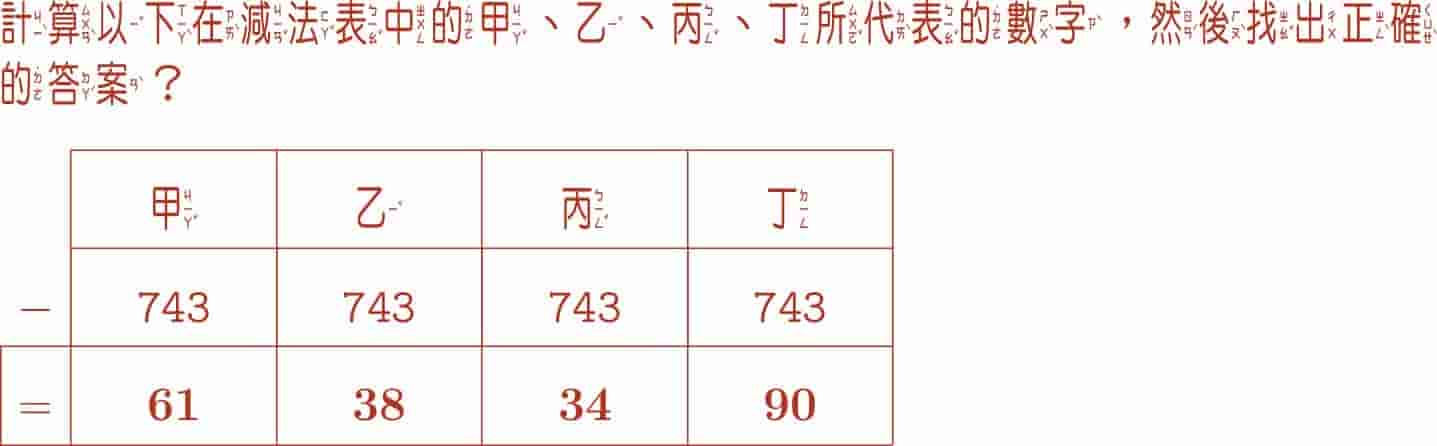 計算以下在減法表中的甲、乙、丙、丁所代表的數字，然後找出正確
的答案？
甲 乙 丙 丁
− 743 743 743 743
= 61 38 34 90